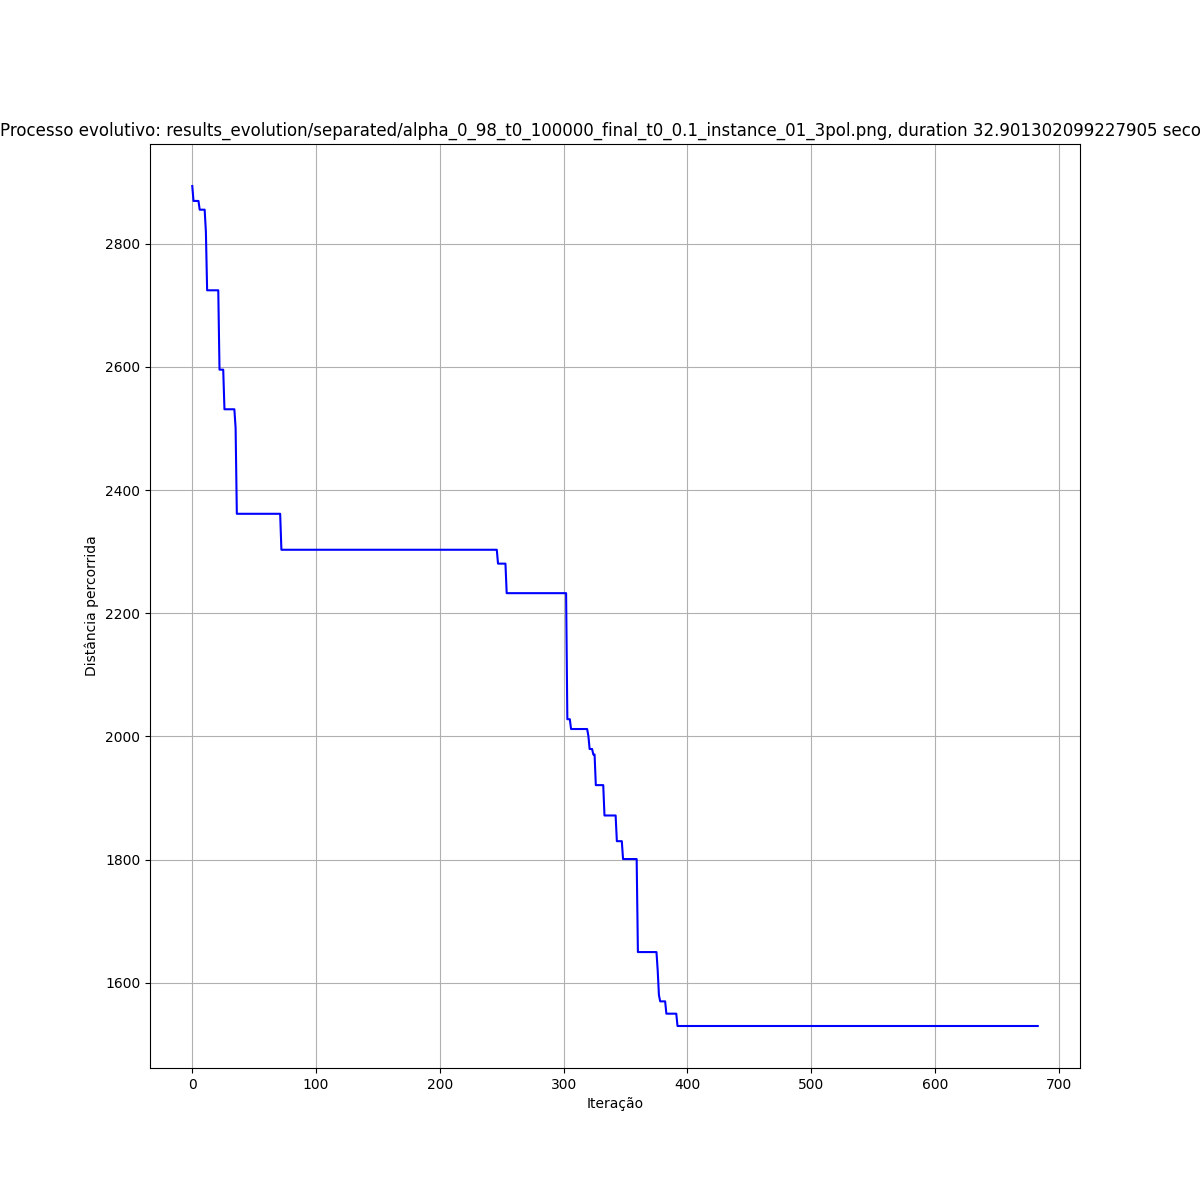 Processo evolutivo: results_evolution/separated/alpha_0_98_t0_100000_final_t0_0.1_instance_01_3pol.png, duration 32.901302099227905 seco
2800
2600
2400
2200
2000
1800
1600
Distância percorrida
0 100 200 300 400 500 600 700
Iteração